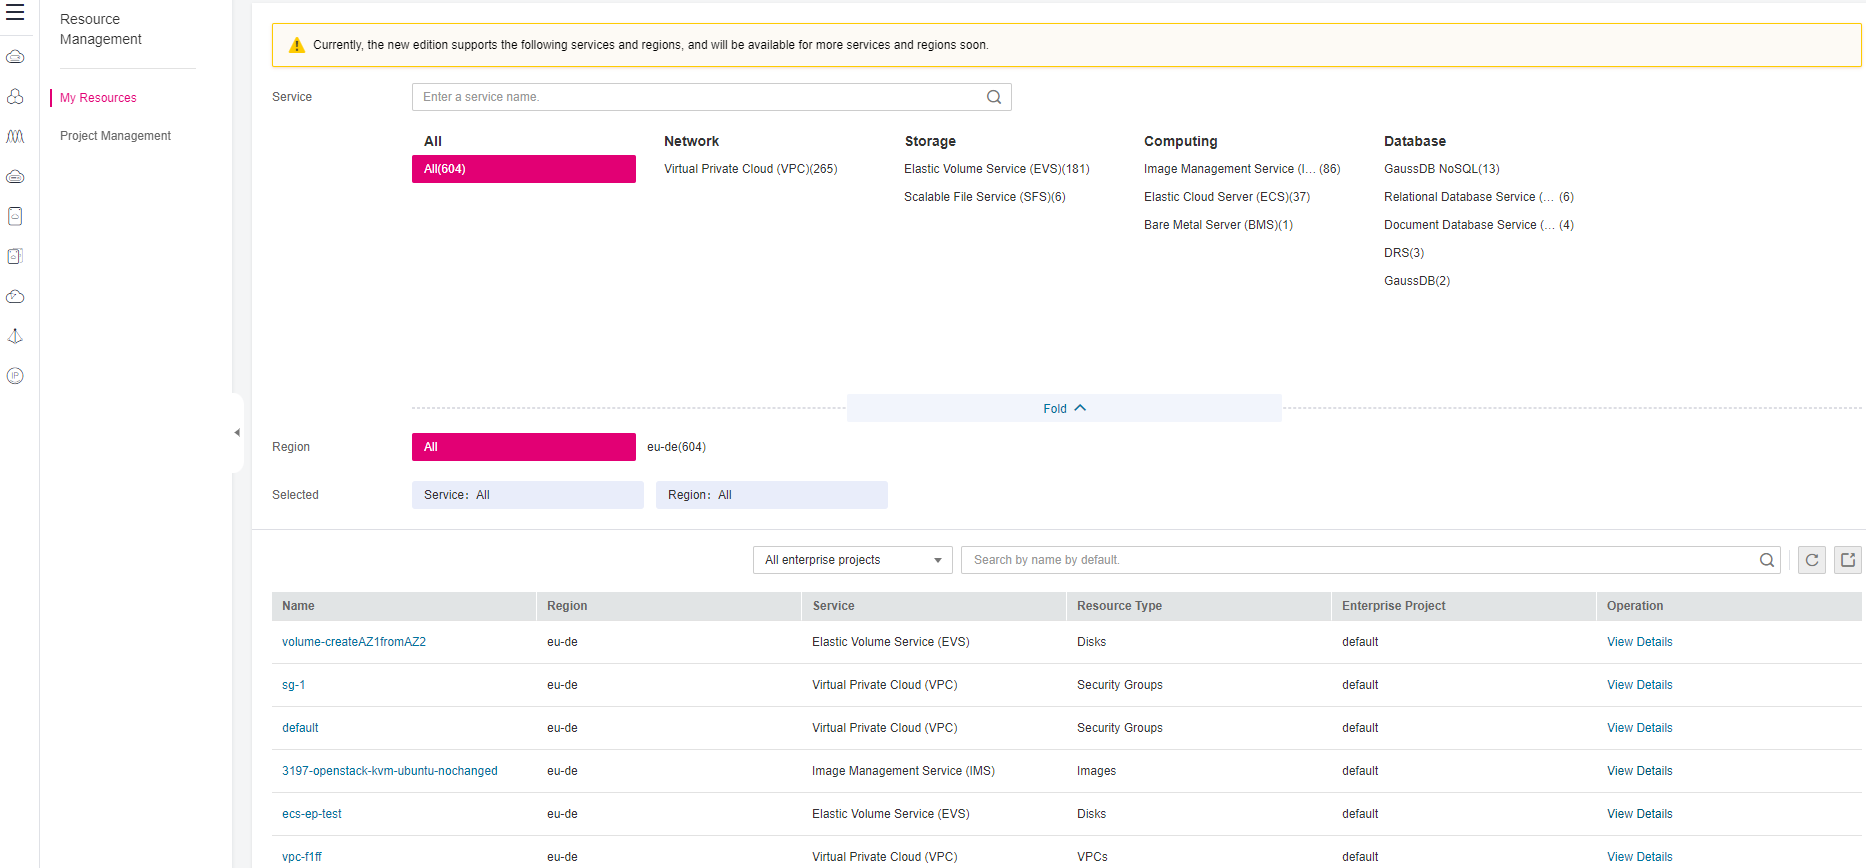 Resource
Management
My Resources
Project Management
IP
Currently, the new edition supports the following services and regions, and will be available for more services and regions soon.
Service
Enter a service name.
All
All(604)
Network
Virtual Private Cloud (VPC)(265)
Storage
Elastic Volume Service (EVS)(181)
Scalable File Service (SFS)(6)
Computing
Image Management Service (I... (86)
Elastic Cloud Server (ECS)(37)
Bare Metal Server (BMS)(1)
Database
GaussDB NoSQL(13)
Relational Database Service (... (6)
Document Database Service (... (4)
DRS(3)
GaussDB(2)
Fold
Region
All
eu-de(604)
Selected
Service: All
Region: All
All enterprise projects
Search by name by default.
Name Region Service Resource Type Enterprise Project Operation
volume-createAZ1fromAZ2 eu-de Elastic Volume Service (EVS) Disks default View Details
sg-1 eu-de Virtual Private Cloud (VPC) Security Groups default View Details
default eu-de Virtual Private Cloud (VPC) Security Groups default View Details
3197-openstack-kvm-ubuntu-nochanged eu-de Image Management Service (IMS) Images default View Details
ecs-ep-test eu-de Elastic Volume Service (EVS) Disks default View Details
vpc-f1ff eu-de Virtual Private Cloud (VPC) VPCs default View Details